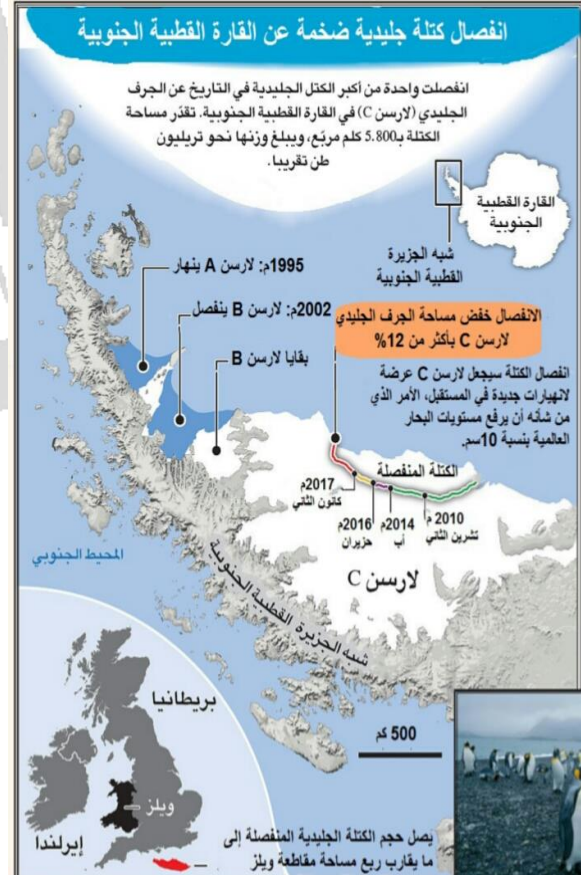 انفصال كتلة جليدية ضخمة عن القارة القطبية الجنوبية
انفصلت واحدة من أكبر الكتل الجليدية في التاريخ عن الجرف
الجليدي (لارسن C) في القارة القطبية الجنوبية. تقدّر مساحة
الكتلة بـ5.800 كلم مربّع، ويبلغ وزنها نحو تريليون
طن تقريبا.
القارة القطبية
الجنوبية
شبه الجزيرة
القطبية الجنوبية
1995م: لارسن A ينهار
2002م: لارسن B ينفصل
بقايا لارسن B
الانفصال خفض مساحة الجرف الجليدي
لارسن C بأكثر من 12%
انفصال الكتلة سيجعل لارسن C عرضة
لانهيارات جديدة في المستقبل، الأمر الذي
من شأنه أن يرفع مستويات البحار
العالمية بنسبة 10سم.
الكتلة المنفصلة
2010 م
تشرين الثاني
2014م
آب
2016م
حزيران
2017م
كانون الثاني
لارسن C
المحيط الجنوبي
شبه الجزيرة القطبية الجنوبية
500 كم
بريطانيا
ويلز
إيرلندا
يصل حجم الكتلة الجليدية المنفصلة إلى
ما يقارب ربع مساحة مقاطعة ويلز